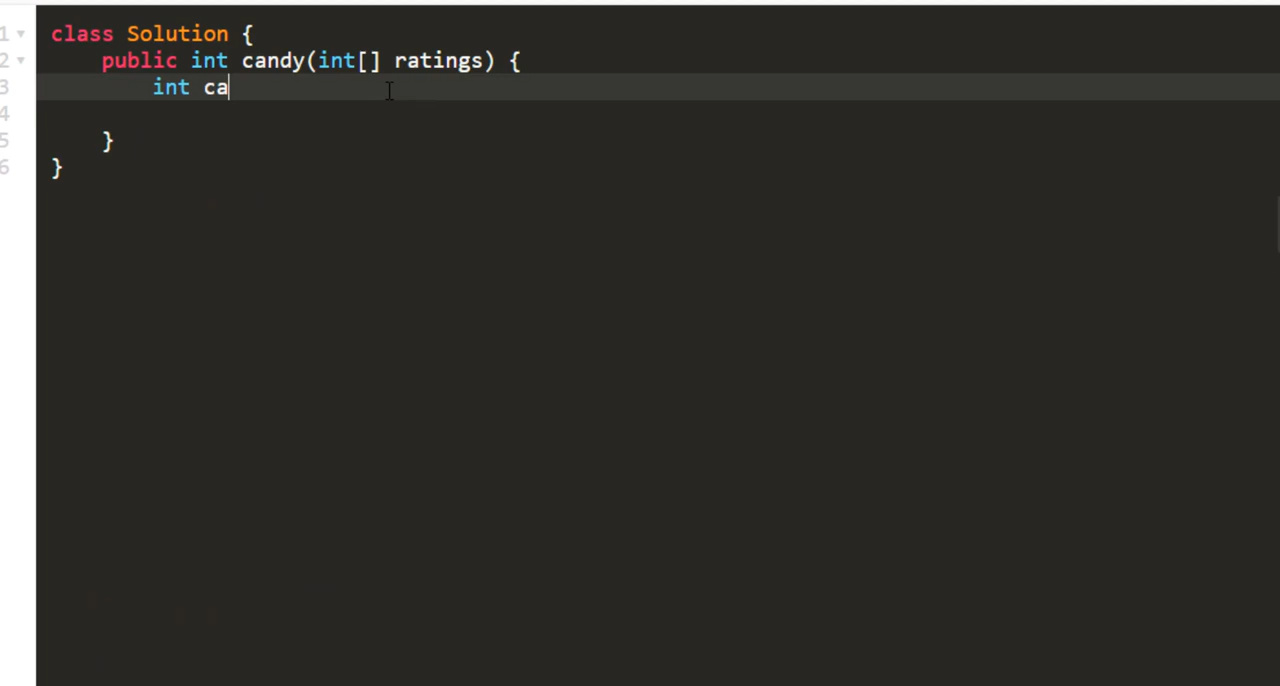 1 class Solution {
2 public int candy(int[] ratings) {
3 int ca
4
5 }
6 }